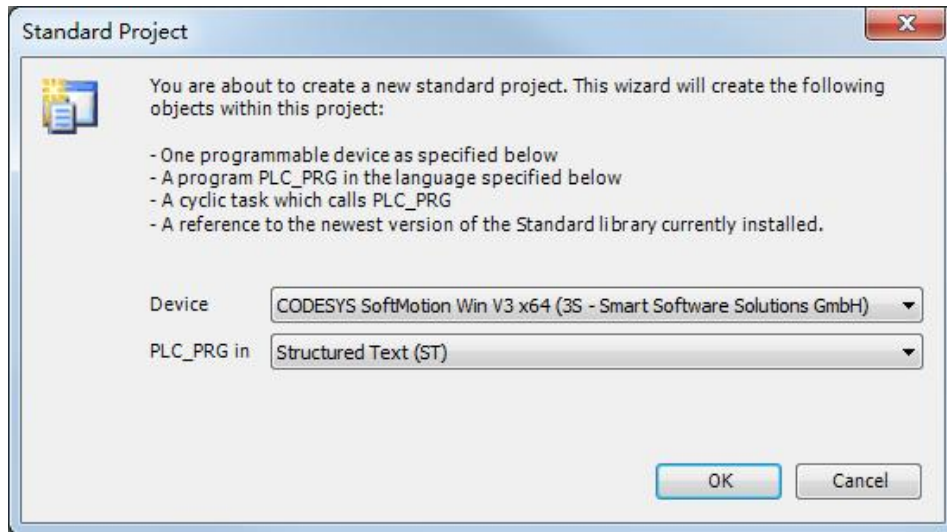 Standard Project
You are about to create a new standard project. This wizard will create the following
objects within this project:
- One programmable device as specified below
- A program PLC_PRG in the language specified below
- A cyclic task which calls PLC_PRG
- A reference to the newest version of the Standard library currently installed.
Device
CODESYS SoftMotion Win V3 x64 (3S - Smart Software Solutions GmbH)
PLC_PRG in
Structured Text (ST)
OK
Cancel